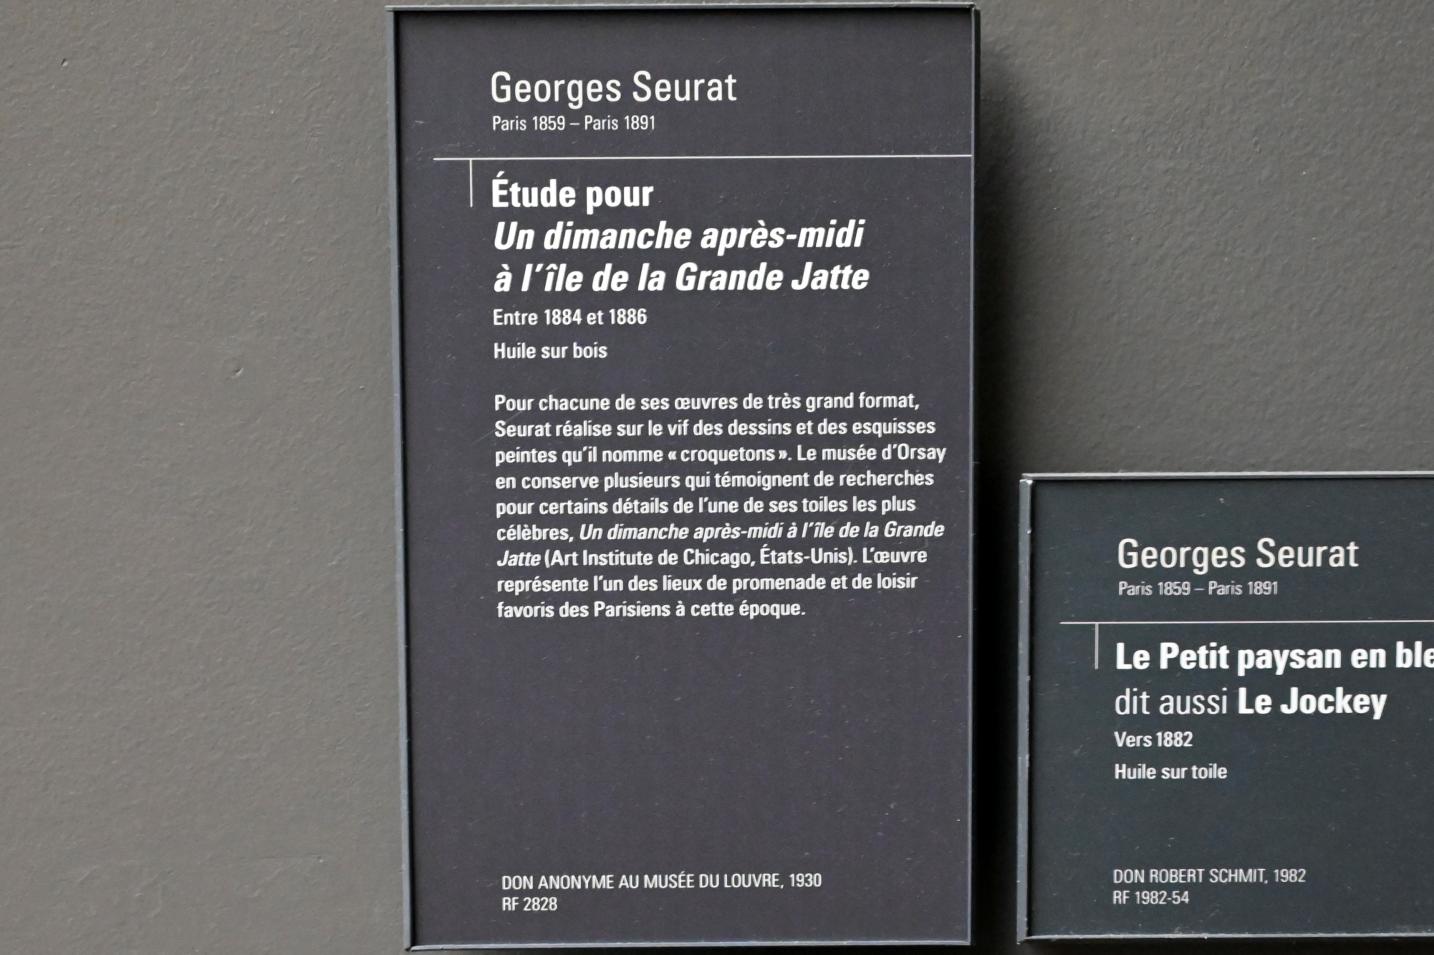 Georges Seurat
Paris 1859 – Paris 1891
Étude pour
Un dimanche après-midi
à l'île de la Grande Jatte
Entre 1884 et 1886
Huile sur bois
Pour chacune de ses œuvres de très grand format,
Seurat réalise sur le vif des dessins et des esquisses
peintes qu'il nomme « croquetons ». Le musée d'Orsay
en conserve plusieurs qui témoignent de recherches
pour certains détails de l'une de ses toiles les plus
célèbres, Un dimanche après-midi à l'île de la Grande
Jatte (Art Institute de Chicago, États-Unis). L'œuvre
représente l'un des lieux de promenade et de loisir
favoris des Parisiens à cette époque.
DON ANONYME AU MUSÉE DU LOUVRE, 1930
RF 2828
Georges Seurat
Paris 1859 – Paris 1891
Le Petit paysan en
dit aussi Le Jockey
Vers 1882
Huile sur toile
DON ROBERT SCHMIT, 1982
RF 1982-54